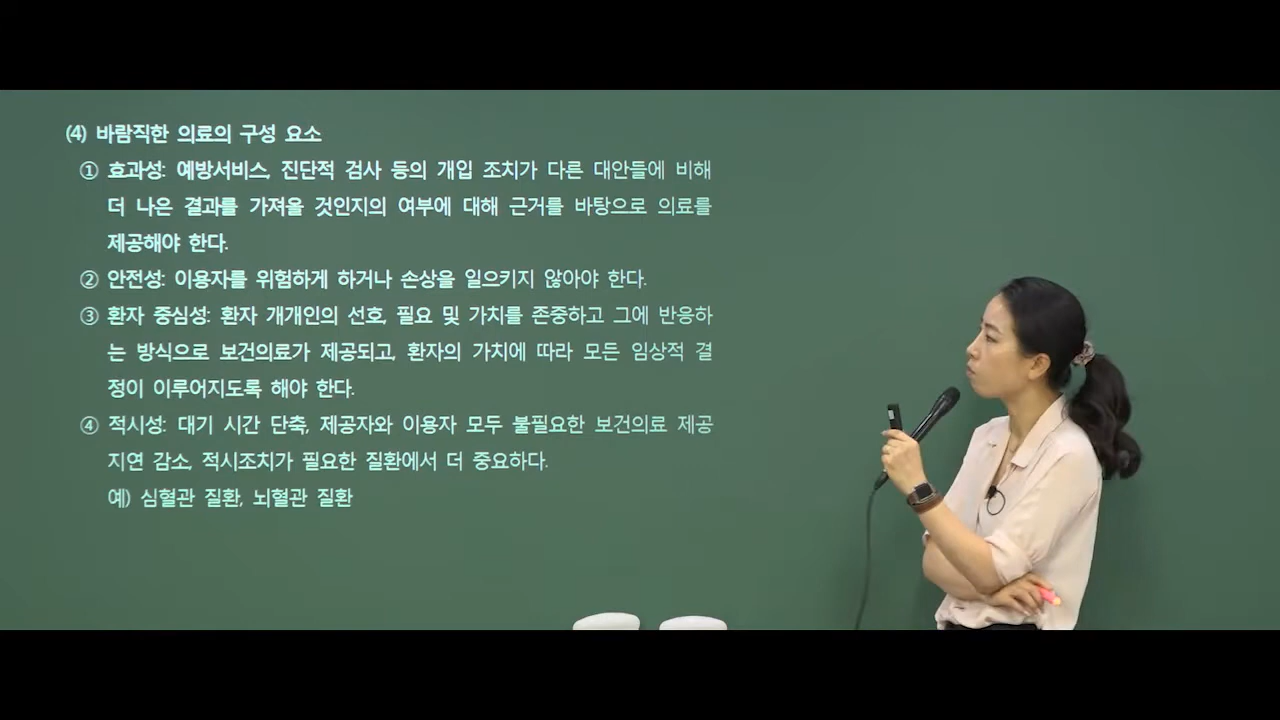 (4) 바람직한 의료의 구성 요소
① 효과성: 예방서비스, 진단적 검사 등의 개입 조치가 다른 대안들에 비해
더 나은 결과를 가져올 것인지의 여부에 대해 근거를 바탕으로 의료를
제공해야 한다.
② 안전성: 이용자를 위험하게 하거나 손상을 일으키지 않아야 한다.
③ 환자 중심성: 환자 개개인의 선호, 필요 및 가치를 존중하고 그에 반응하
는 방식으로 보건의료가 제공되고, 환자의 가치에 따라 모든 임상적 결
정이 이루어지도록 해야 한다.
④ 적시성: 대기 시간 단축, 제공자와 이용자 모두 불필요한 보건의료 제공
지연 감소, 적시조치가 필요한 질환에서 더 중요하다.
예) 심혈관 질환, 뇌혈관 질환